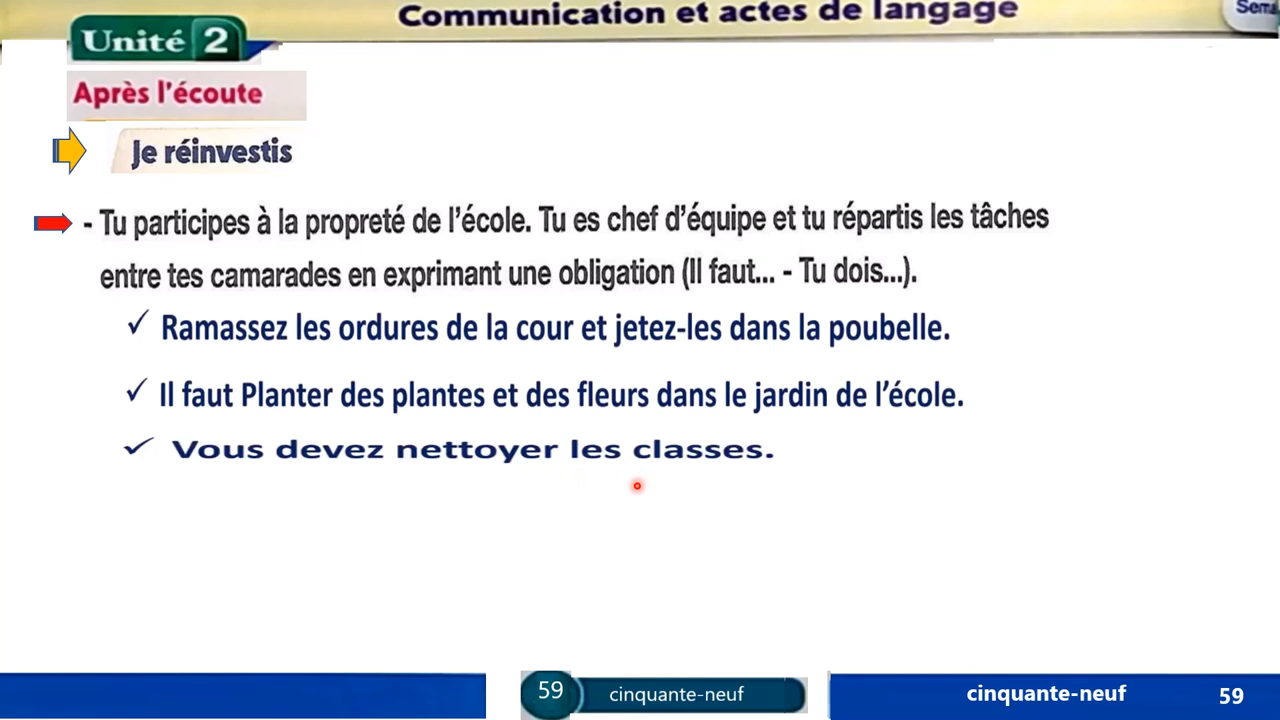 Communication et actes de langage
Sema
Unité 2
Après l'écoute
Je réinvestis
- Tu participes à la propreté de l'école. Tu es chef d'équipe et tu répartis les tâches
entre tes camarades en exprimant une obligation (Il faut... - Tu dois...).
✓ Ramassez les ordures de la cour et jetez-les dans la poubelle.
✓ Il faut Planter des plantes et des fleurs dans le jardin de l'école.
✓ Vous devez nettoyer les classes.
59 cinquante-neuf
cinquante-neuf 59